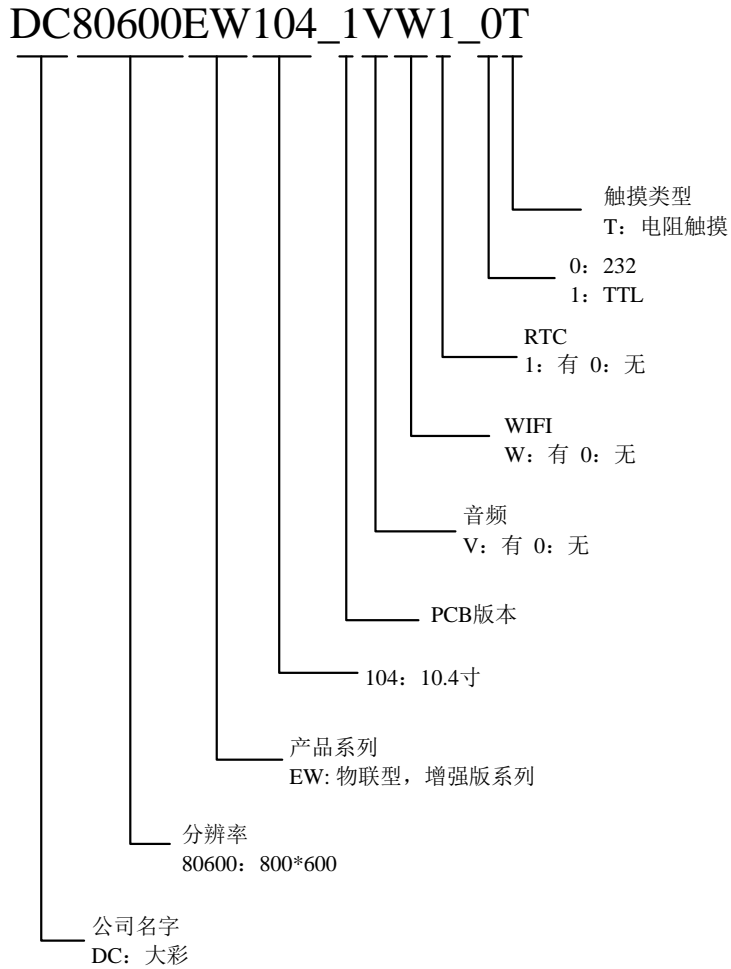 DC80600EW104_1VW1_0T
触摸类型
T：电阻触摸
0：232
1：TTL
RTC
1：有 0：无
WIFI
W：有 0：无
音频
V：有 0：无
PCB版本
104：10.4寸
产品系列
EW: 物联型，增强版系列
分辨率
80600：800*600
公司名字
DC：大彩